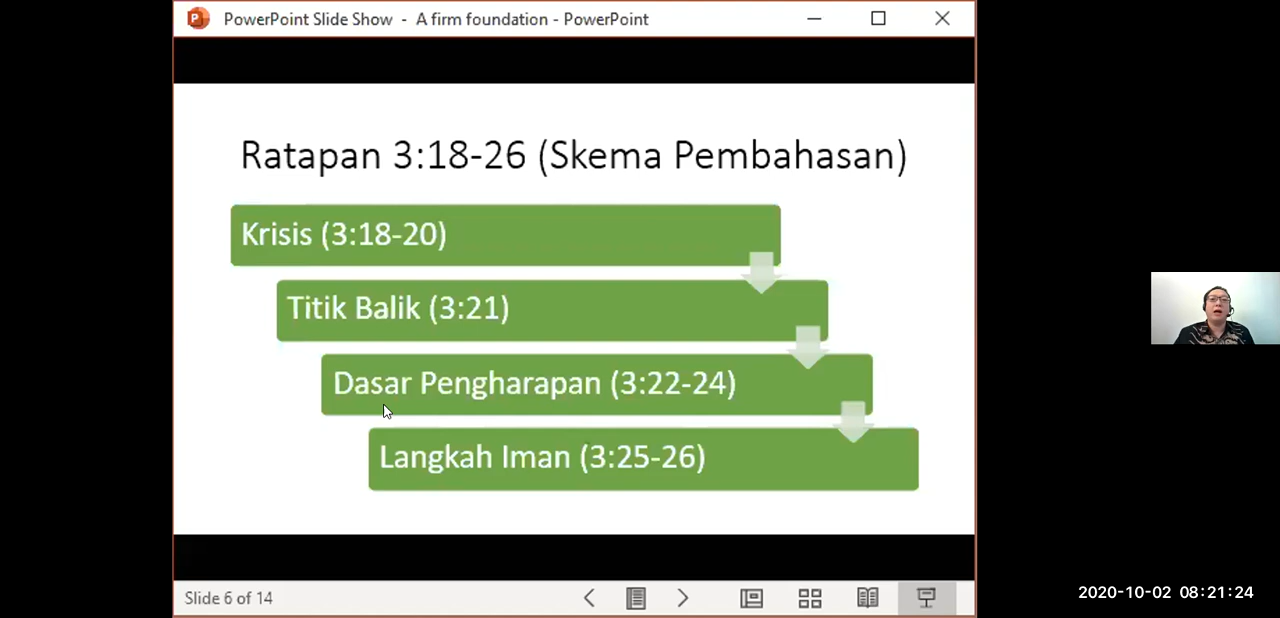 PowerPoint Slide Show - A firm foundation - PowerPoint
Ratapan 3:18-26 (Skema Pembahasan)
Krisis (3:18-20)
Titik Balik (3:21)
Dasar Pengharapan (3:22-24)
Langkah Iman (3:25-26)
Slide 6 of 14
2020-10-02 08:21:24